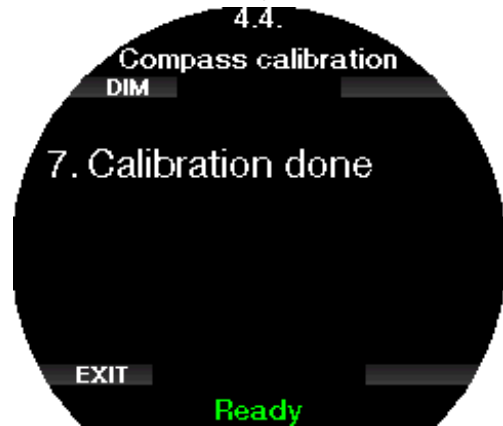 4.4.
Compass calibration
DIM
7. Calibration done
EXIT
Ready